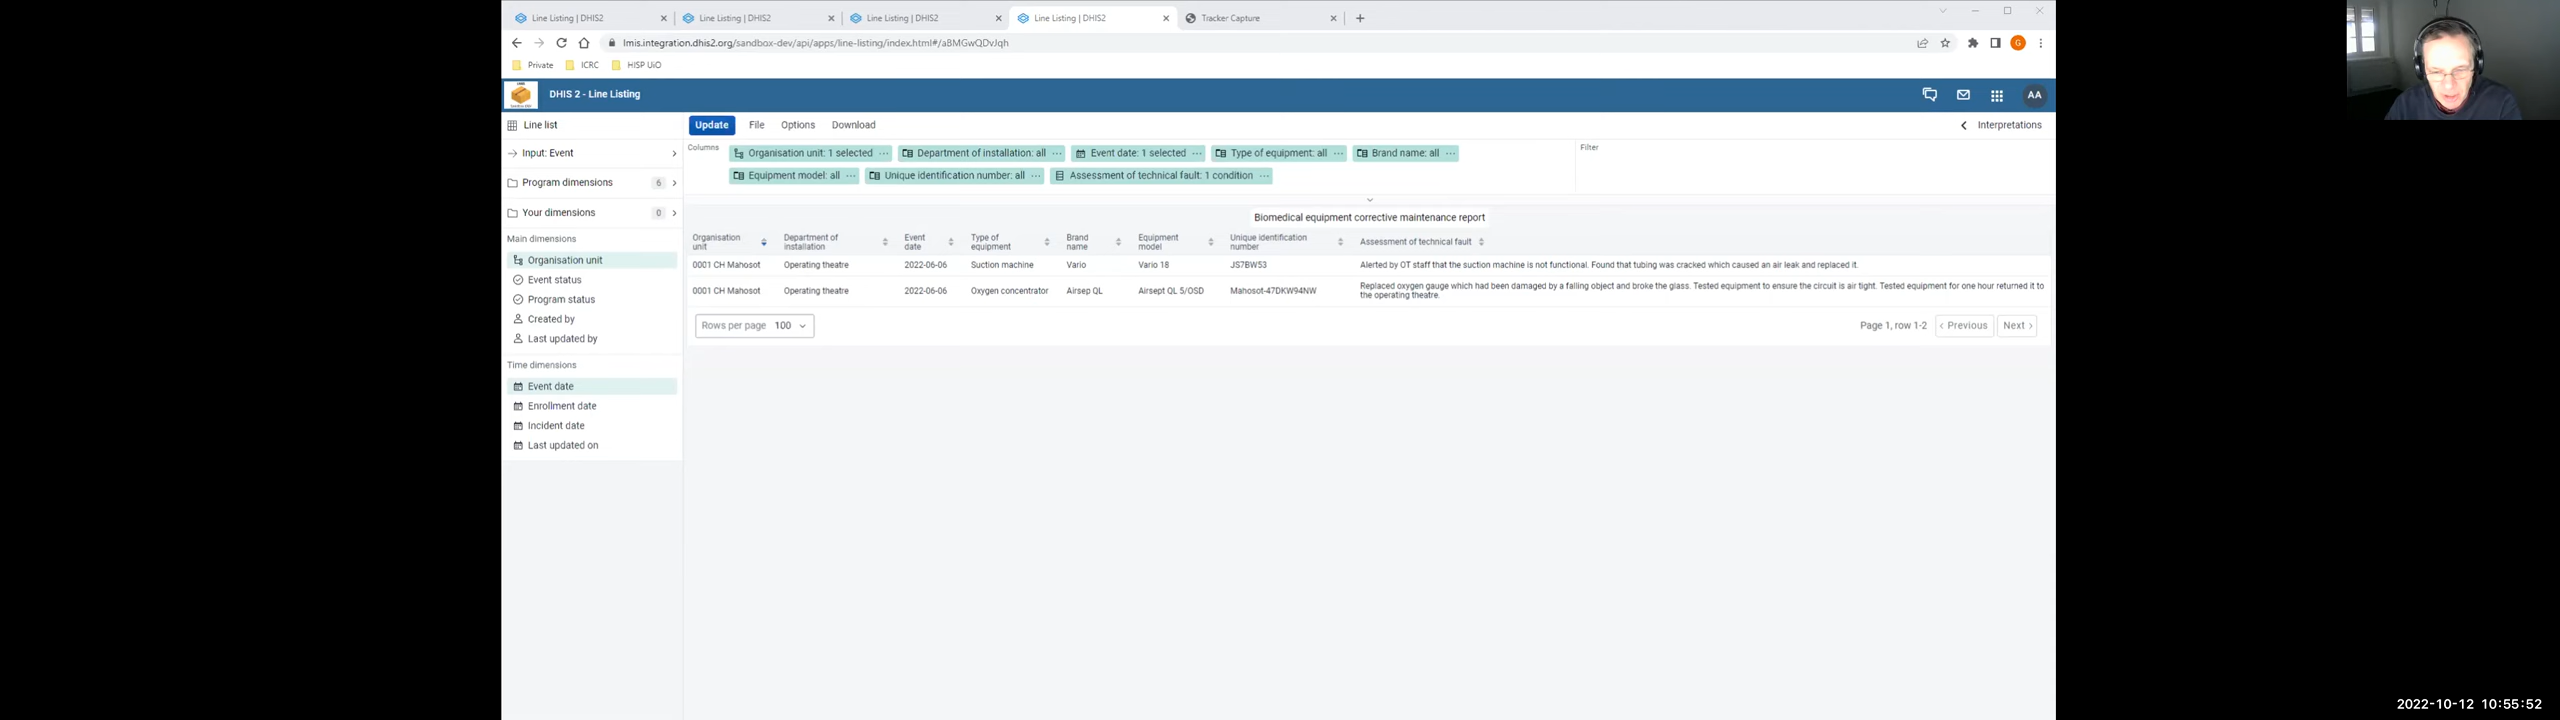 Line Listing | DHIS2
Line Listing | DHIS2
Line Listing | DHIS2
Line Listing | DHIS2
Tracker Capture
lmis.integration.dhis2.org/sandbox-dev/api/apps/line-listing/index.html#/aBMGwQDvJqh
G
Private
ICRC
HISP UiO
DHIS 2 - Line Listing
AA
Line list
Update
File
Options
Download
Interpretations
Input: Event
Columns
Organisation unit: 1 selected
Department of installation: all
Event date: 1 selected
Type of equipment: all
Brand name: all
Filter
Equipment model: all
Unique identification number: all
Assessment of technical fault: 1 condition
Program dimensions 6
Your dimensions 0
Main dimensions
Organisation unit
Event status
Program status
Created by
Last updated by
Time dimensions
Event date
Enrollment date
Incident date
Last updated on
Biomedical equipment corrective maintenance report
Organisation unit
Department of installation
Event date
Type of equipment
Brand name
Equipment model
Unique identification number
Assessment of technical fault
0001 CH Mahosot Operating theatre 2022-06-06 Suction machine Vario Vario 18 JS7BW53 Alerted by OT staff that the suction machine is not functional. Found that tubing was cracked which caused an air leak and replaced it.
0001 CH Mahosot Operating theatre 2022-06-06 Oxygen concentrator Airsep QL Airsept QL 5/OSD Mahosot-47DKW94NW Replaced oxygen gauge which had been damaged by a falling object and broke the glass. Tested equipment to ensure the circuit is air tight. Tested equipment for one hour returned it to
the operating theatre.
Rows per page 100
Page 1, row 1-2
Previous
Next
2022-10-12 10:55:52